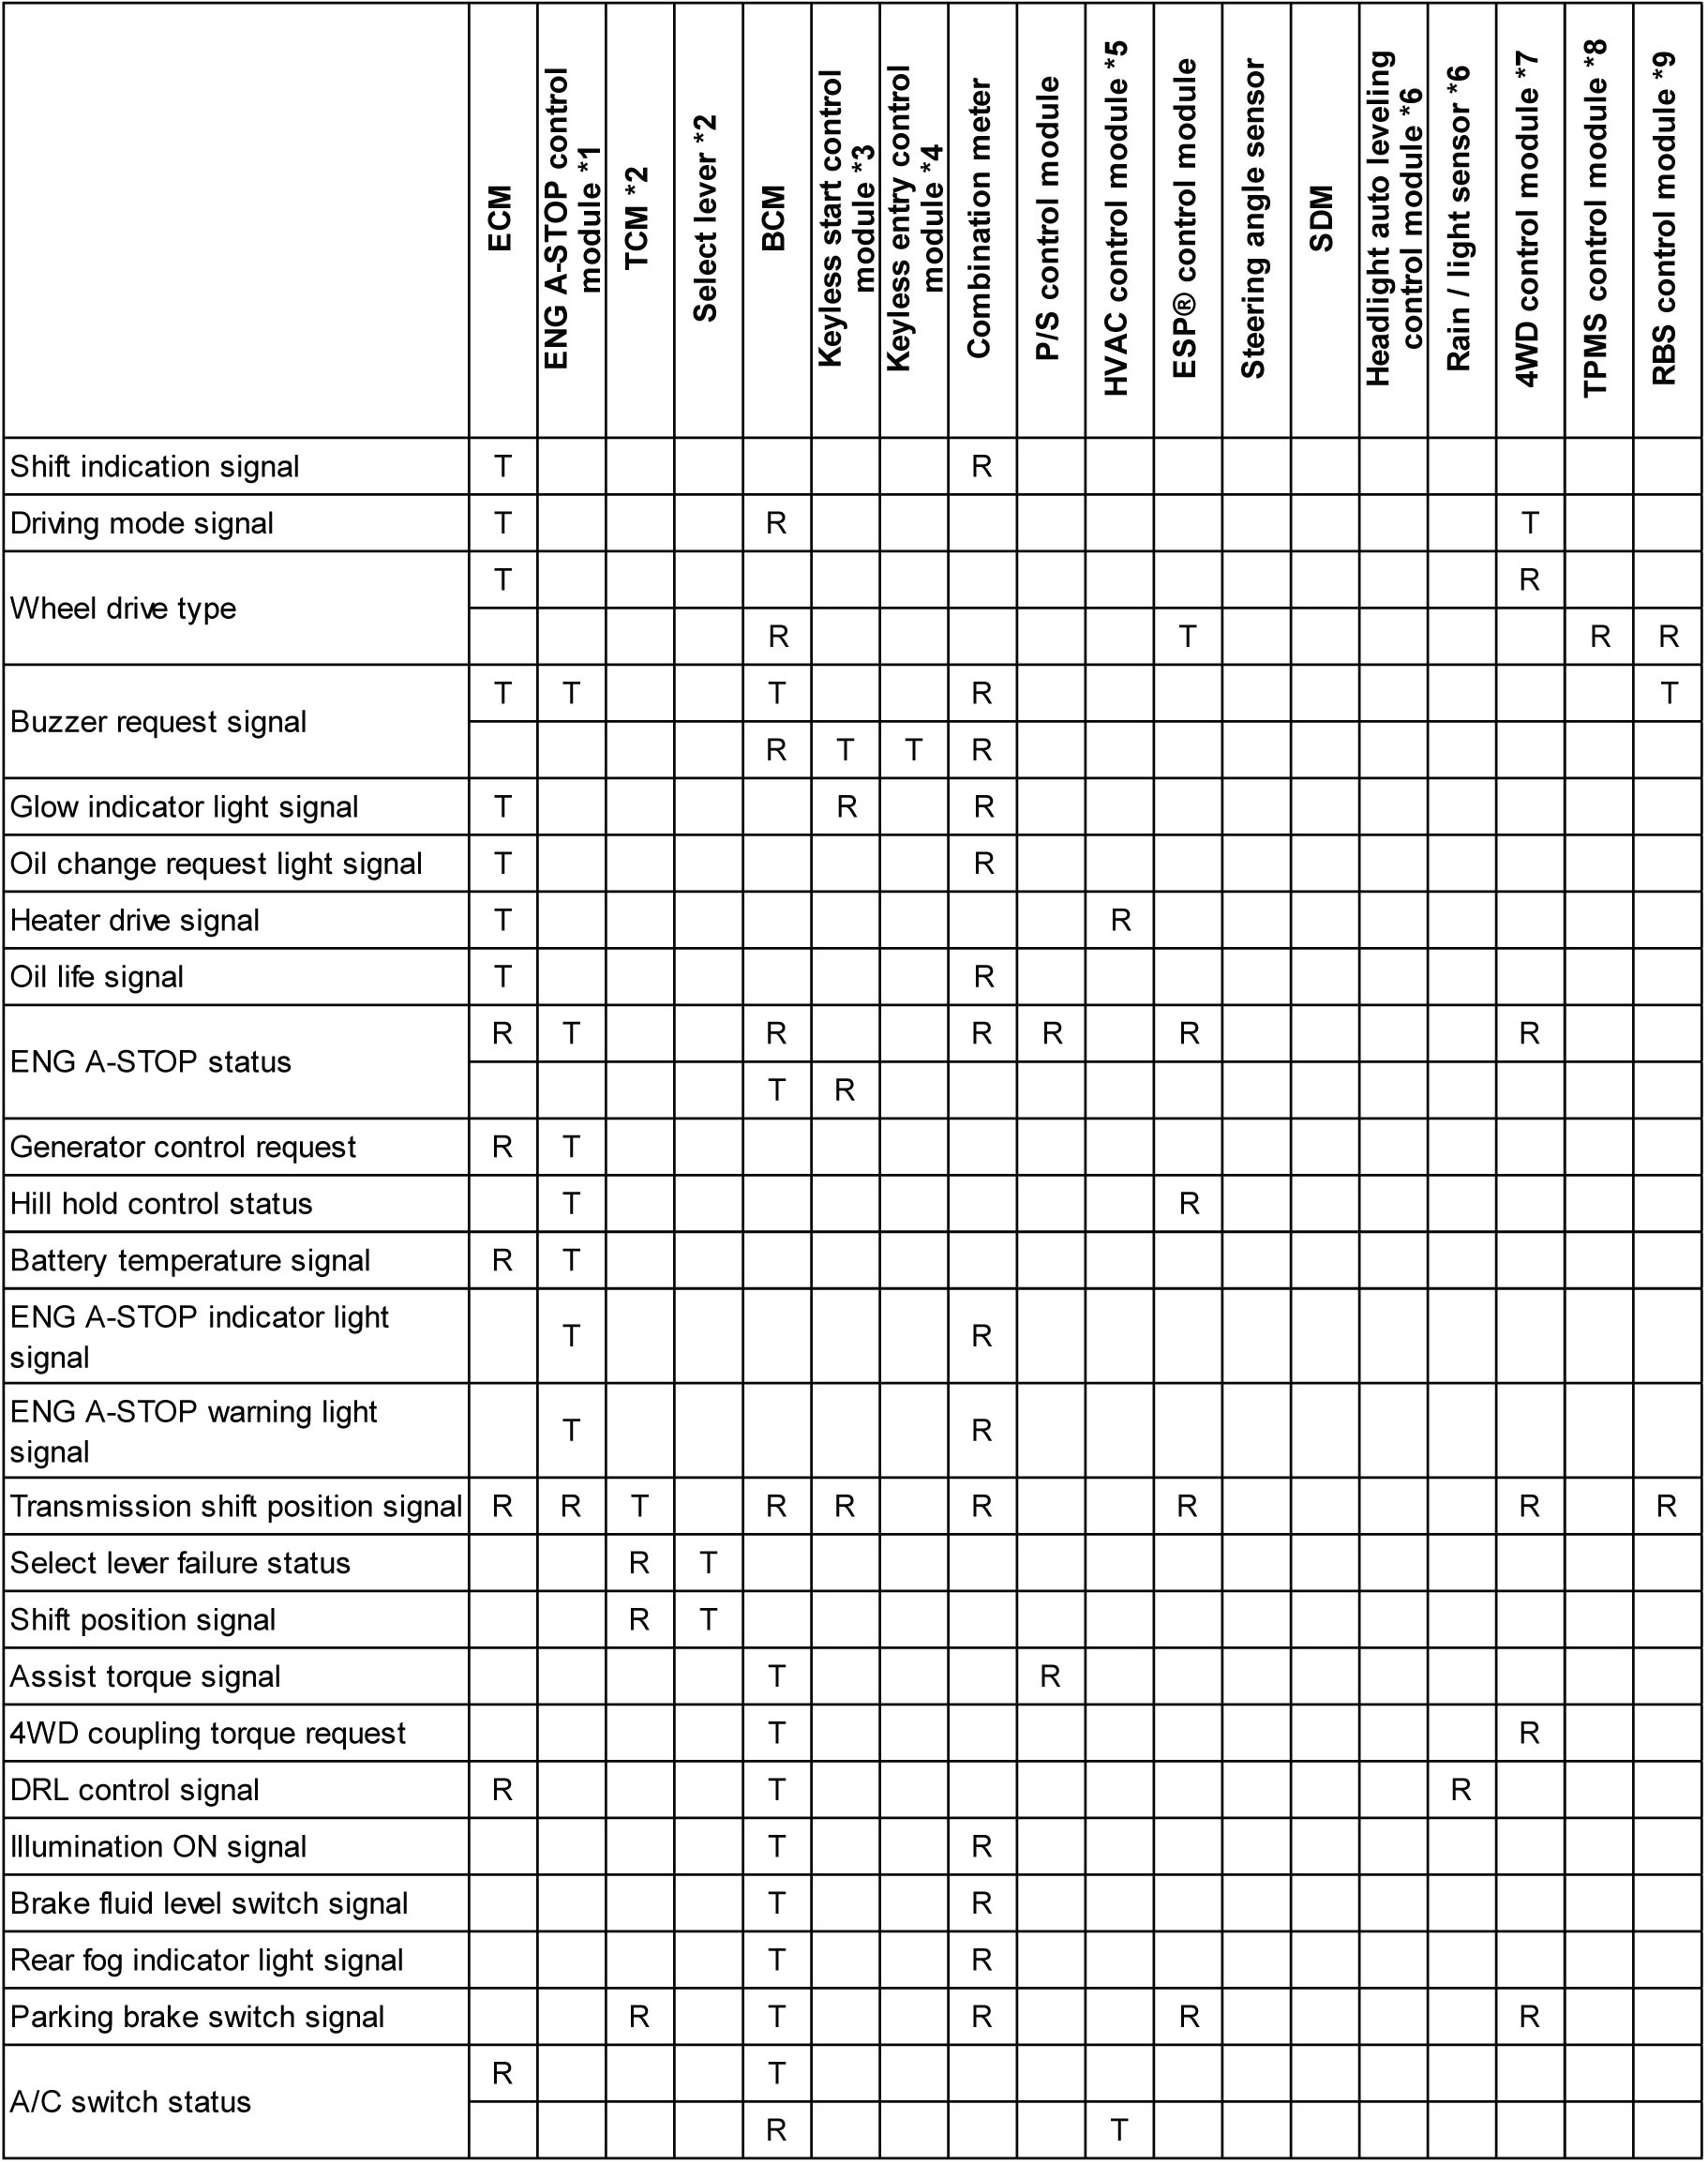 ECM
ENG A-STOP control
module *1
TCM *2
Select lever *2
BCM
Keyless start control
module *3
Keyless entry control
module *4
Combination meter
P/S control module
HVAC control module *5
ESP® control module
Steering angle sensor
SDM
Headlight auto leveling
control module *6
Rain / light sensor *6
4WD control module *7
TPMS control module *8
RBS control module *9
Shift indication signal T R
Driving mode signal T R T
Wheel drive type
T R
R T R R
Buzzer request signal
T T T R T
R T T R
Glow indicator light signal T R R
Oil change request light signal T R
Heater drive signal T R
Oil life signal T R
ENG A-STOP status
R T R R R R R
T R
Generator control request R T
Hill hold control status T R
Battery temperature signal R T
ENG A-STOP indicator light
signal T R
ENG A-STOP warning light
signal T R
Transmission shift position signal R R T R R R R R R
Select lever failure status R T
Shift position signal R T
Assist torque signal T R
4WD coupling torque request T R
DRL control signal R T R
Illumination ON signal T R
Brake fluid level switch signal T R
Rear fog indicator light signal T R
Parking brake switch signal R T R R R
A/C switch status
R T
R T